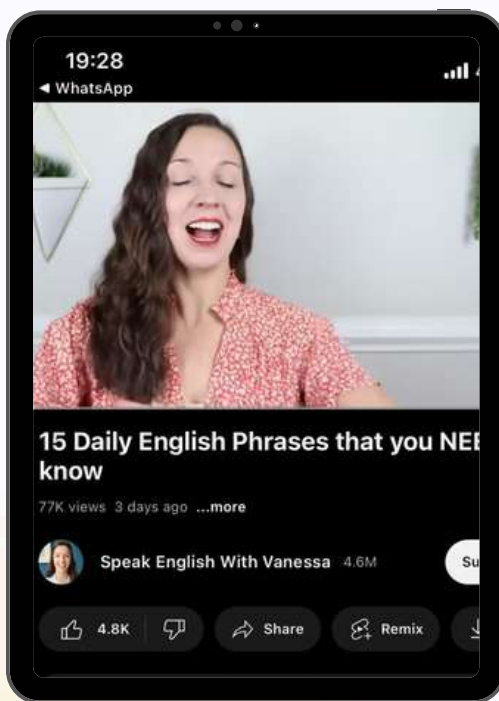 19:28
◀ WhatsApp
15 Daily English Phrases that you NEE
know
77K views 3 days ago ...more
Speak English With Vanessa 4.6M
Su
4.8K
Share
Remix